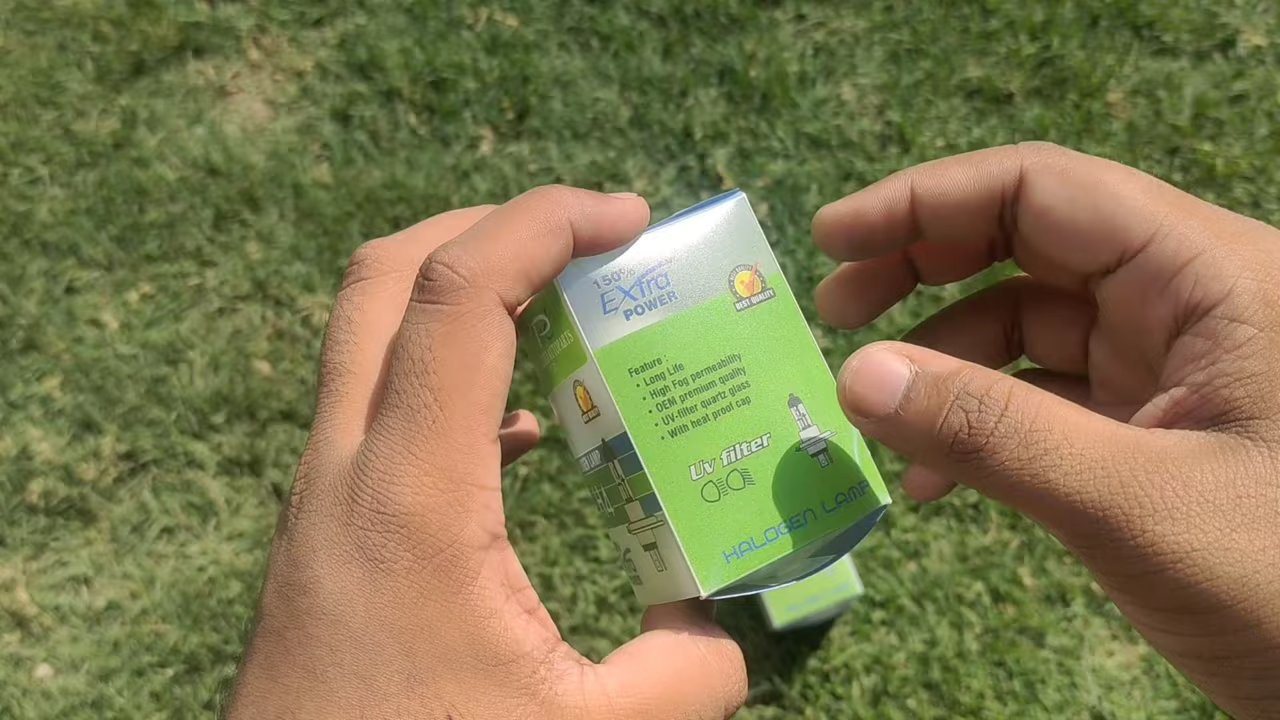 150%
Extra
POWER
BEST QUALITY
Feature :
• Long Life
• High Fog permeability
• OEM premium quality
• UV-filter quartz glass
• With heat proof cap
Uv filter
HALOGEN LAMP
P
LAMP